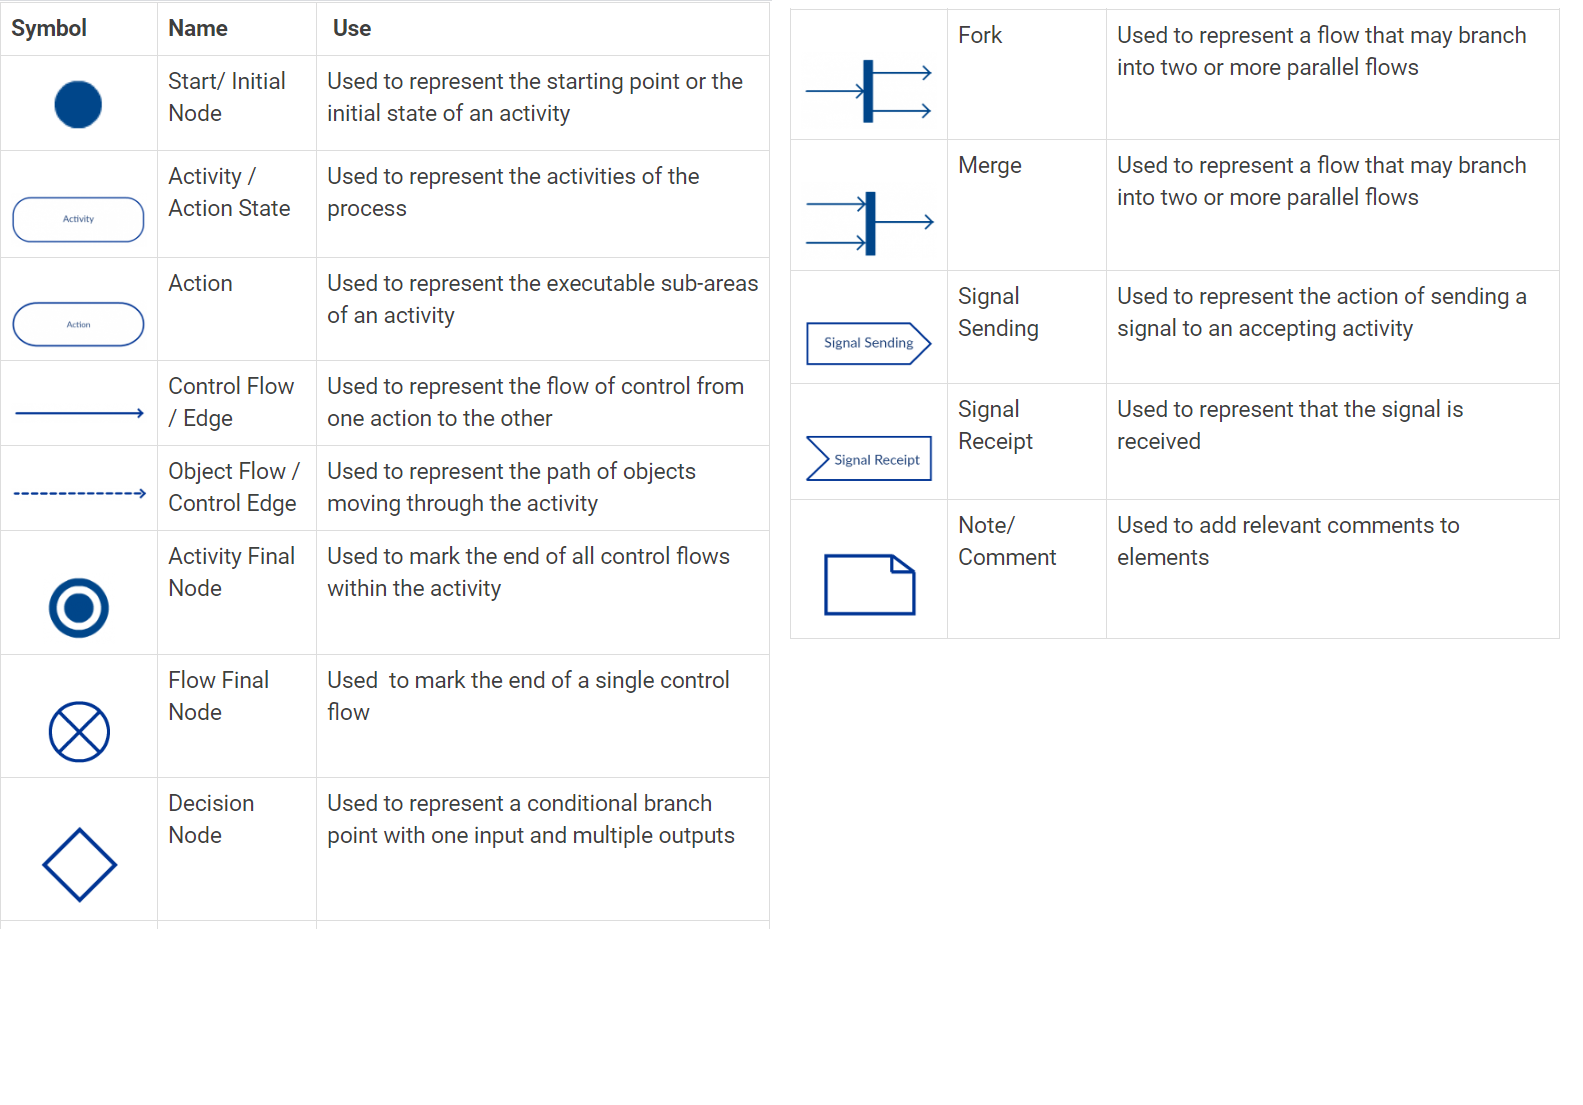 Symbol Name Use
Start/ Initial Used to represent the starting point or the
Node initial state of an activity
Activity / Used to represent the activities of the
Action State process
Activity
Action Used to represent the executable sub-areas
of an activity
Action
Control Flow Used to represent the flow of control from
/ Edge one action to the other
Object Flow / Used to represent the path of objects
Control Edge moving through the activity
Activity Final Used to mark the end of all control flows
Node within the activity
Flow Final Used  to mark the end of a single control
Node flow
Decision Used to represent a conditional branch
Node point with one input and multiple outputs
Fork Used to represent a flow that may branch
into two or more parallel flows
Merge Used to represent a flow that may branch
into two or more parallel flows
Signal Used to represent the action of sending a
Sending signal to an accepting activity
Signal Sending
Signal Used to represent that the signal is
Receipt received
Signal Receipt
Note/ Used to add relevant comments to
Comment elements